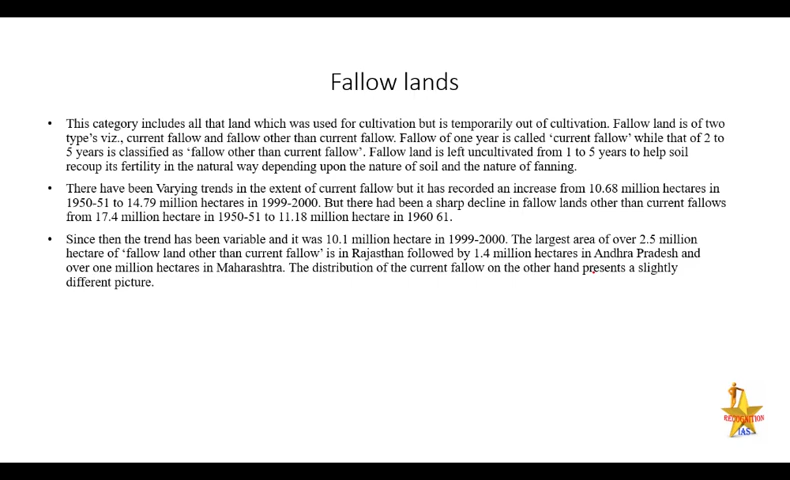 Fallow lands
• This category includes all that land which was used for cultivation but is temporarily out of cultivation. Fallow land is of two
type's viz., current fallow and fallow other than current fallow. Fallow of one year is called ‘current fallow’ while that of 2 to
5 years is classified as ‘fallow other than current fallow’. Fallow land is left uncultivated from 1 to 5 years to help soil
recoup its fertility in the natural way depending upon the nature of soil and the nature of fanning.
• There have been Varying trends in the extent of current fallow but it has recorded an increase from 10.68 million hectares in
1950-51 to 14.79 million hectares in 1999-2000. But there had been a sharp decline in fallow lands other than current fallows
from 17.4 million hectare in 1950-51 to 11.18 million hectare in 1960 61.
• Since then the trend has been variable and it was 10.1 million hectare in 1999-2000. The largest area of over 2.5 million
hectare of ‘fallow land other than current fallow’ is in Rajasthan followed by 1.4 million hectares in Andhra Pradesh and
over one million hectares in Maharashtra. The distribution of the current fallow on the other hand presents a slightly
different picture.
RECOGNITION
IAS